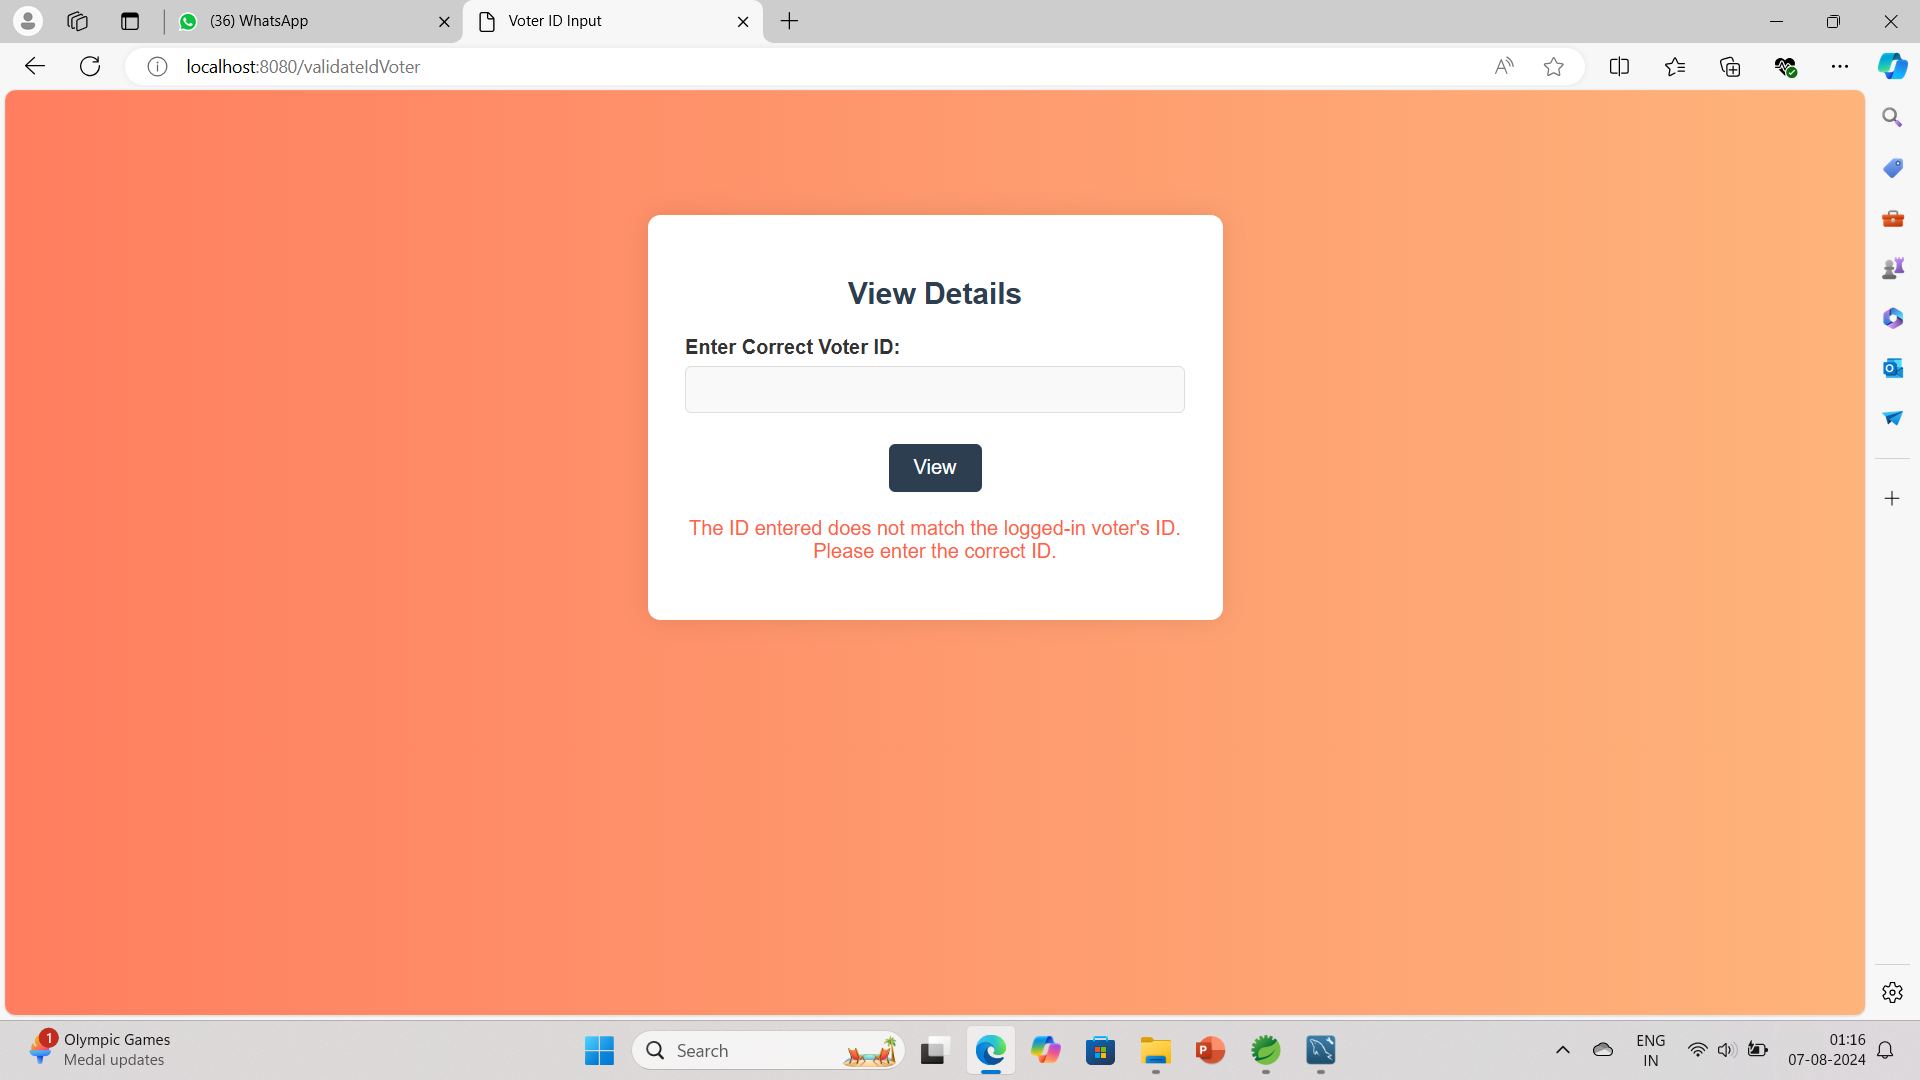 (36) WhatsApp
Voter ID Input
localhost:8080/validateIdVoter
View Details
Enter Correct Voter ID:
View
The ID entered does not match the logged-in voter's ID.
Please enter the correct ID.
1
Olympic Games
Medal updates
Search
ENG
IN
01:16
07-08-2024